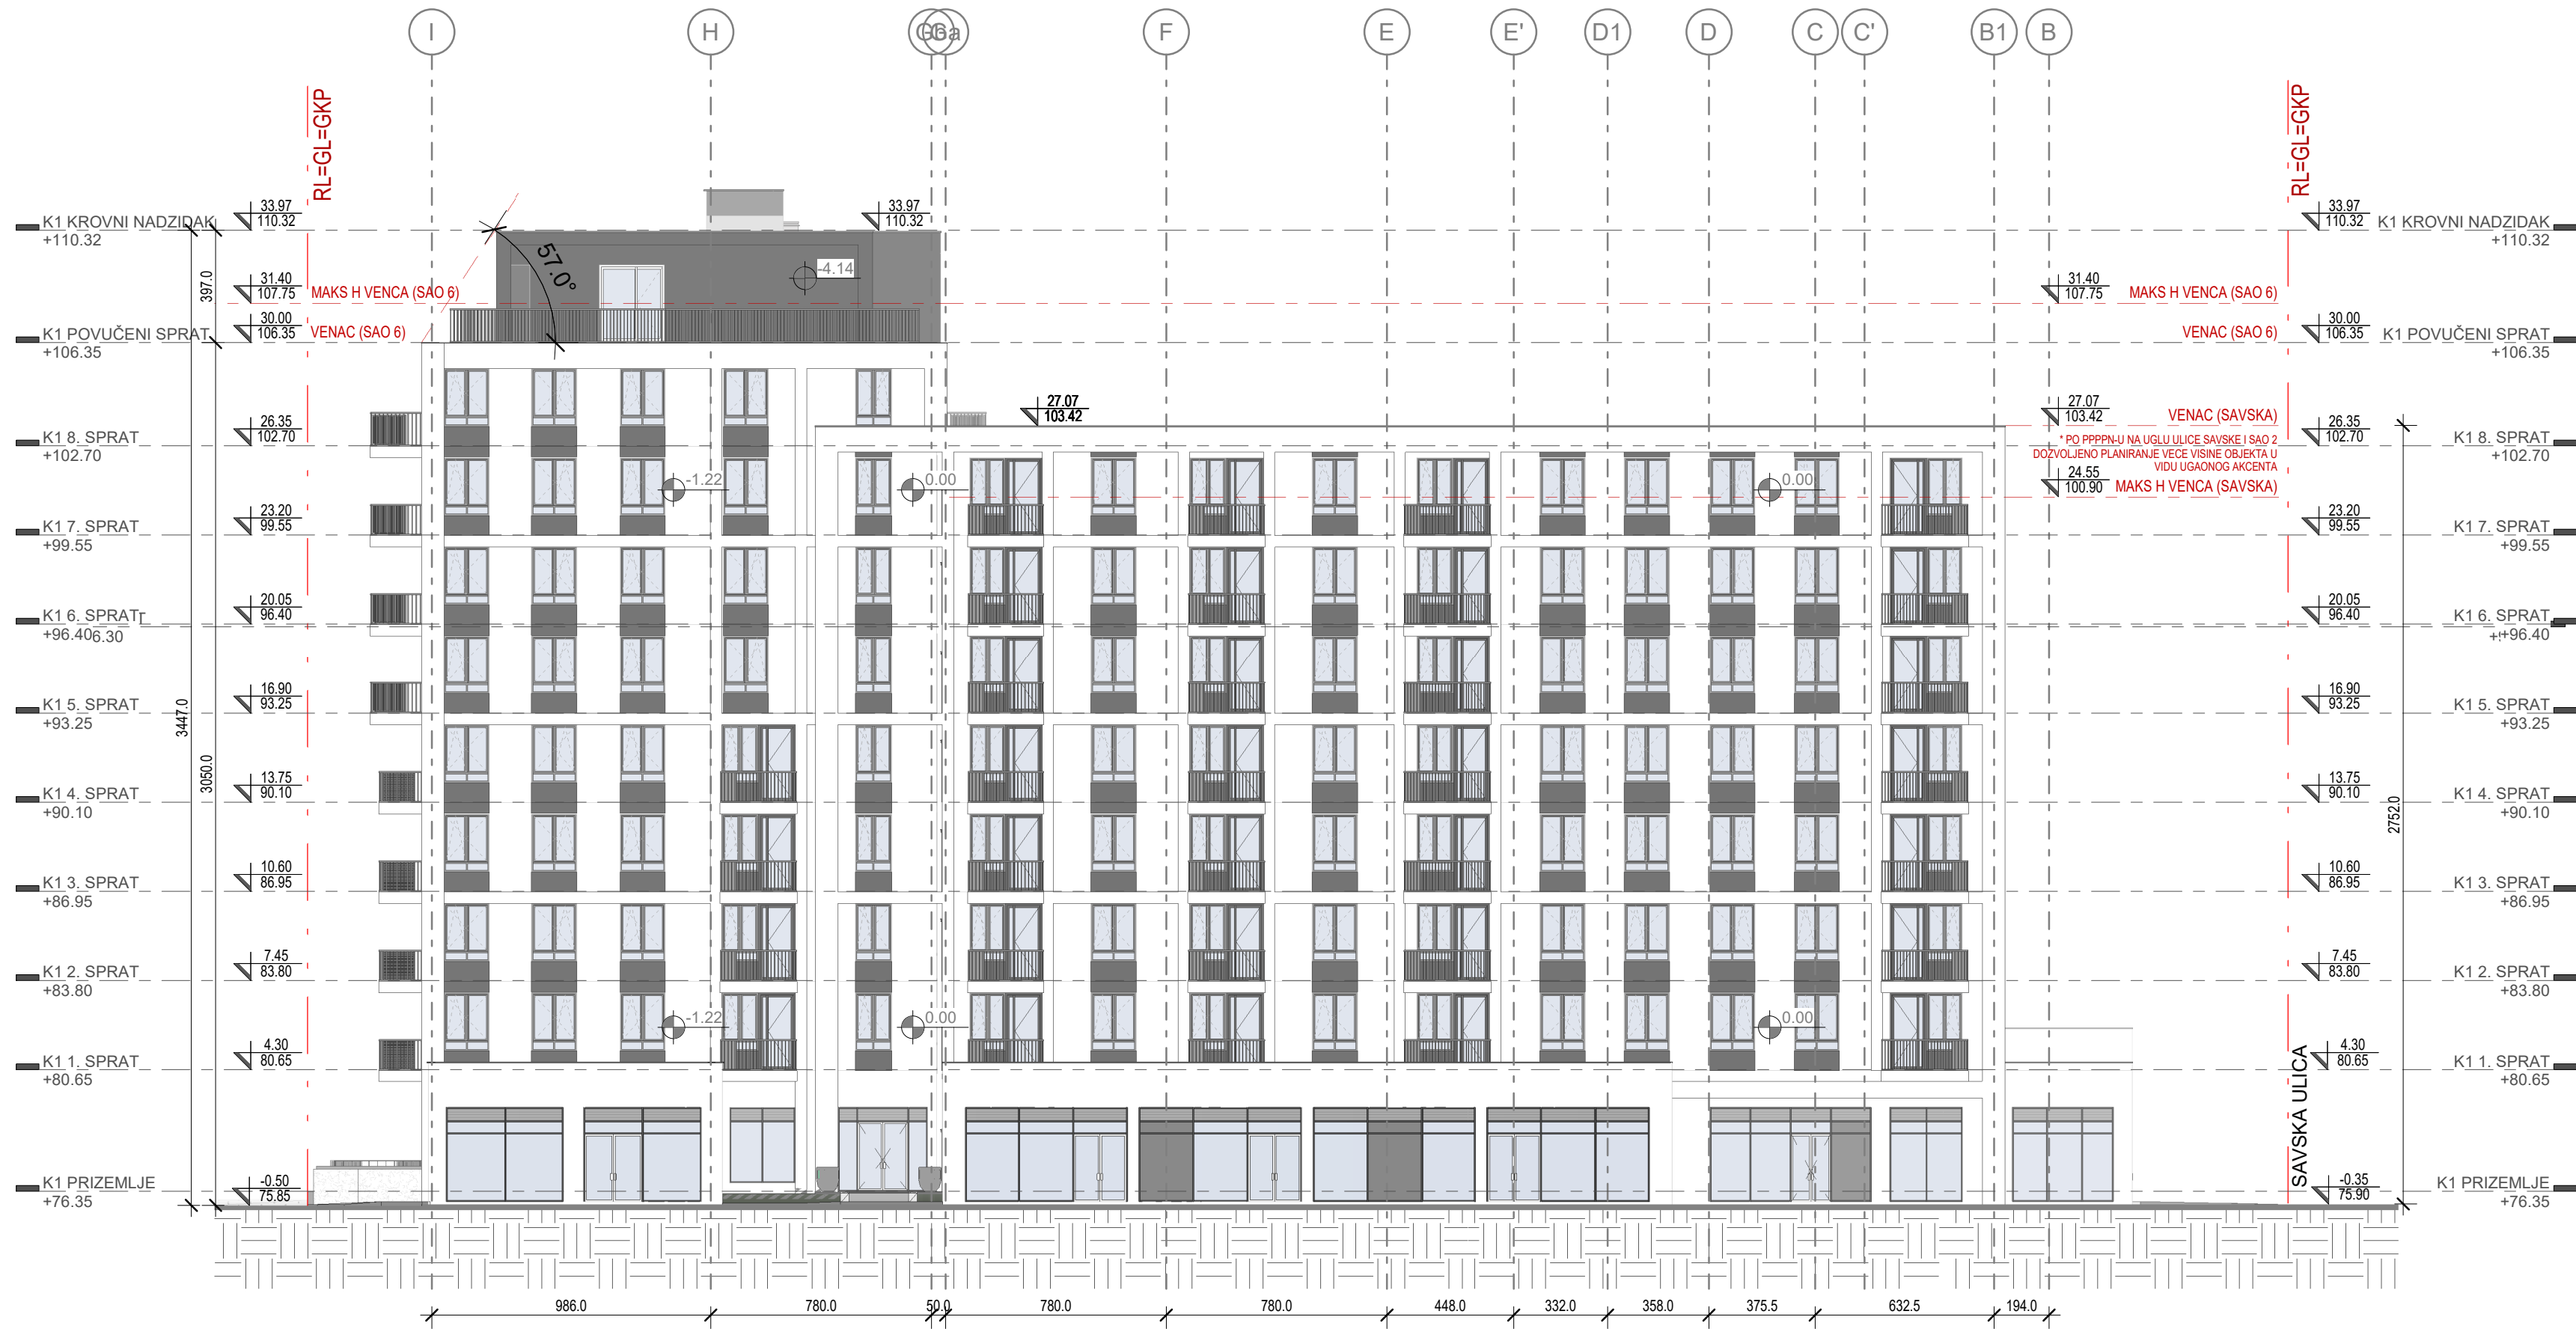 I
H
F
E
E'
D1
D
C
C'
B1
B
RL=GL=GKP
RL=GL=GKP
K1 KROVNI NADZIDAK
+110.32
33.97
110.32
33.97
110.32
33.97
110.32
K1 KROVNI NADZIDAK
+110.32
57.0°
-4.14
397.0
31.40
107.75
MAKS H VENCA (SAO 6)
31.40
107.75
MAKS H VENCA (SAO 6)
K1 POVUČENI SPRAT
+106.35
30.00
106.35
VENAC (SAO 6)
VENAC (SAO 6)
30.00
106.35
K1 POVUČENI SPRAT
+106.35
27.07
103.42
27.07
103.42
VENAC (SAVSKA)
K1 8. SPRAT
+102.70
26.35
102.70
* PO PPPPN-U NA UGLU ULICE SAVSKE I SAO 2
DOZVOLJENO PLANIRANJE VECE VISINE OBJEKTA U
VIDU UGAONOG AKCENTA
26.35
102.70
K1 8. SPRAT
+102.70
-1.22
0.00
0.00
24.55
100.90
MAKS H VENCA (SAVSKA)
K1 7. SPRAT
+99.55
23.20
99.55
23.20
99.55
K1 7. SPRAT
+99.55
K1 6. SPRAT
+96.40
6.30
20.05
96.40
20.05
96.40
K1 6. SPRAT
+96.40
K1 5. SPRAT
+93.25
16.90
93.25
16.90
93.25
K1 5. SPRAT
+93.25
3447.0
3050.0
K1 4. SPRAT
+90.10
13.75
90.10
13.75
90.10
K1 4. SPRAT
+90.10
2752.0
K1 3. SPRAT
+86.95
10.60
86.95
10.60
86.95
K1 3. SPRAT
+86.95
K1 2. SPRAT
+83.80
7.45
83.80
7.45
83.80
K1 2. SPRAT
+83.80
-1.22
0.00
0.00
K1 1. SPRAT
+80.65
4.30
80.65
4.30
80.65
K1 1. SPRAT
+80.65
SAVSKA ULICA
K1 PRIZEMLJE
+76.35
-0.50
75.85
-0.35
75.90
K1 PRIZEMLJE
+76.35
986.0
780.0
50.0
780.0
780.0
448.0
332.0
358.0
375.5
632.5
194.0